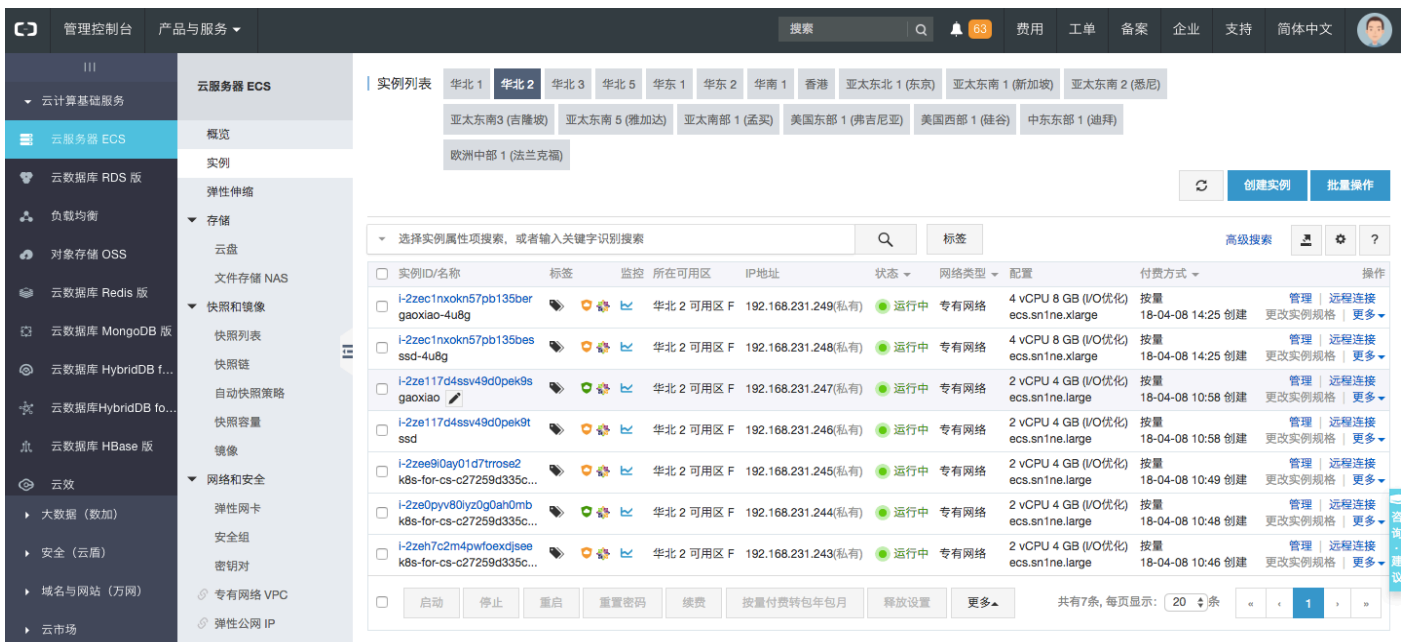 管理控制台 产品与服务 搜索 63 费用 工单 备案 企业 支持 简体中文
云计算基础服务
云服务器 ECS
云数据库 RDS 版
负载均衡
对象存储 OSS
云数据库 Redis 版
云数据库 MongoDB 版
云数据库 HybridDB f...
云数据库HybridDB fo...
云数据库 HBase 版
云效
大数据（数加）
安全（云盾）
域名与网站（万网）
云市场
云服务器 ECS
概览
实例
弹性伸缩
存储
云盘
文件存储 NAS
快照和镜像
快照列表
快照链
自动快照策略
快照容量
镜像
网络和安全
弹性网卡
安全组
密钥对
专有网络 VPC
弹性公网 IP
实例列表 华北 1 华北 2 华北 3 华北 5 华东 1 华东 2 华南 1 香港 亚太东北 1 (东京) 亚太东南 1 (新加坡) 亚太东南 2 (悉尼)
亚太东南3 (吉隆坡) 亚太东南 5 (雅加达) 亚太南部 1 (孟买) 美国东部 1 (弗吉尼亚) 美国西部 1 (硅谷) 中东东部 1 (迪拜)
欧洲中部 1 (法兰克福)
创建实例 批量操作
选择实例属性项搜索，或者输入关键字识别搜索 标签 高级搜索 ?
实例ID/名称 标签 监控 所在可用区 IP地址 状态 网络类型 配置 付费方式 操作
i-2zec1nxokn57pb135ber 华北 2 可用区 F 192.168.231.249(私有) 运行中 专有网络 4 vCPU 8 GB (I/O优化) 按量 管理 | 远程连接
gaoxiao-4u8g ecs.sn1ne.xlarge 18-04-08 14:25 创建 更改实例规格 | 更多
i-2zec1nxokn57pb135bes 华北 2 可用区 F 192.168.231.248(私有) 运行中 专有网络 4 vCPU 8 GB (I/O优化) 按量 管理 | 远程连接
ssd-4u8g ecs.sn1ne.xlarge 18-04-08 14:25 创建 更改实例规格 | 更多
i-2ze117d4ssv49d0pek9s 华北 2 可用区 F 192.168.231.247(私有) 运行中 专有网络 2 vCPU 4 GB (I/O优化) 按量 管理 | 远程连接
gaoxiao ecs.sn1ne.large 18-04-08 10:58 创建 更改实例规格 | 更多
i-2ze117d4ssv49d0pek9t 华北 2 可用区 F 192.168.231.246(私有) 运行中 专有网络 2 vCPU 4 GB (I/O优化) 按量 管理 | 远程连接
ssd ecs.sn1ne.large 18-04-08 10:58 创建 更改实例规格 | 更多
i-2zee9i0ay01d7trrose2 华北 2 可用区 F 192.168.231.245(私有) 运行中 专有网络 2 vCPU 4 GB (I/O优化) 按量 管理 | 远程连接
k8s-for-cs-c27259d335c... ecs.sn1ne.large 18-04-08 10:49 创建 更改实例规格 | 更多
i-2ze0pyv80iyz0g0ah0mb 华北 2 可用区 F 192.168.231.244(私有) 运行中 专有网络 2 vCPU 4 GB (I/O优化) 按量 管理 | 远程连接
k8s-for-cs-c27259d335c... ecs.sn1ne.large 18-04-08 10:48 创建 更改实例规格 | 更多
i-2zeh7c2m4pwfoexdjsee 华北 2 可用区 F 192.168.231.243(私有) 运行中 专有网络 2 vCPU 4 GB (I/O优化) 按量 管理 | 远程连接
k8s-for-cs-c27259d335c... ecs.sn1ne.large 18-04-08 10:46 创建 更改实例规格 | 更多
启动 停止 重启 重置密码 续费 按量付费转包年包月 释放设置 更多 共有7条, 每页显示: 20 条 « ‹ 1 › »
咨询·建议